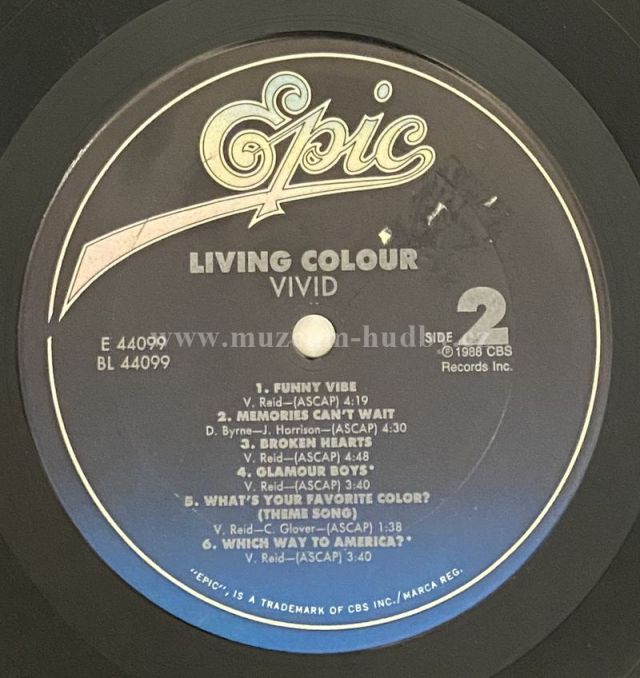 Epic
LIVING COLOUR
VIVID
E 44099
BL 44099
SIDE 2
℗ 1988 CBS
Records Inc.
www.muzeum-hudby.cz
1. FUNNY VIBE
V. Reid—(ASCAP) 4:19
2. MEMORIES CAN'T WAIT
D. Byrne—J. Harrison—(ASCAP) 4:30
3. BROKEN HEARTS
V. Reid—(ASCAP) 4:48
4. GLAMOUR BOYS*
V. Reid—(ASCAP) 3:40
5. WHAT'S YOUR FAVORITE COLOR?
(THEME SONG)
V. Reid—C. Glover—(ASCAP) 1:38
6. WHICH WAY TO AMERICA?*
V. Reid—(ASCAP) 3:40
"EPIC", IS A TRADEMARK OF CBS INC./MARCA REG.